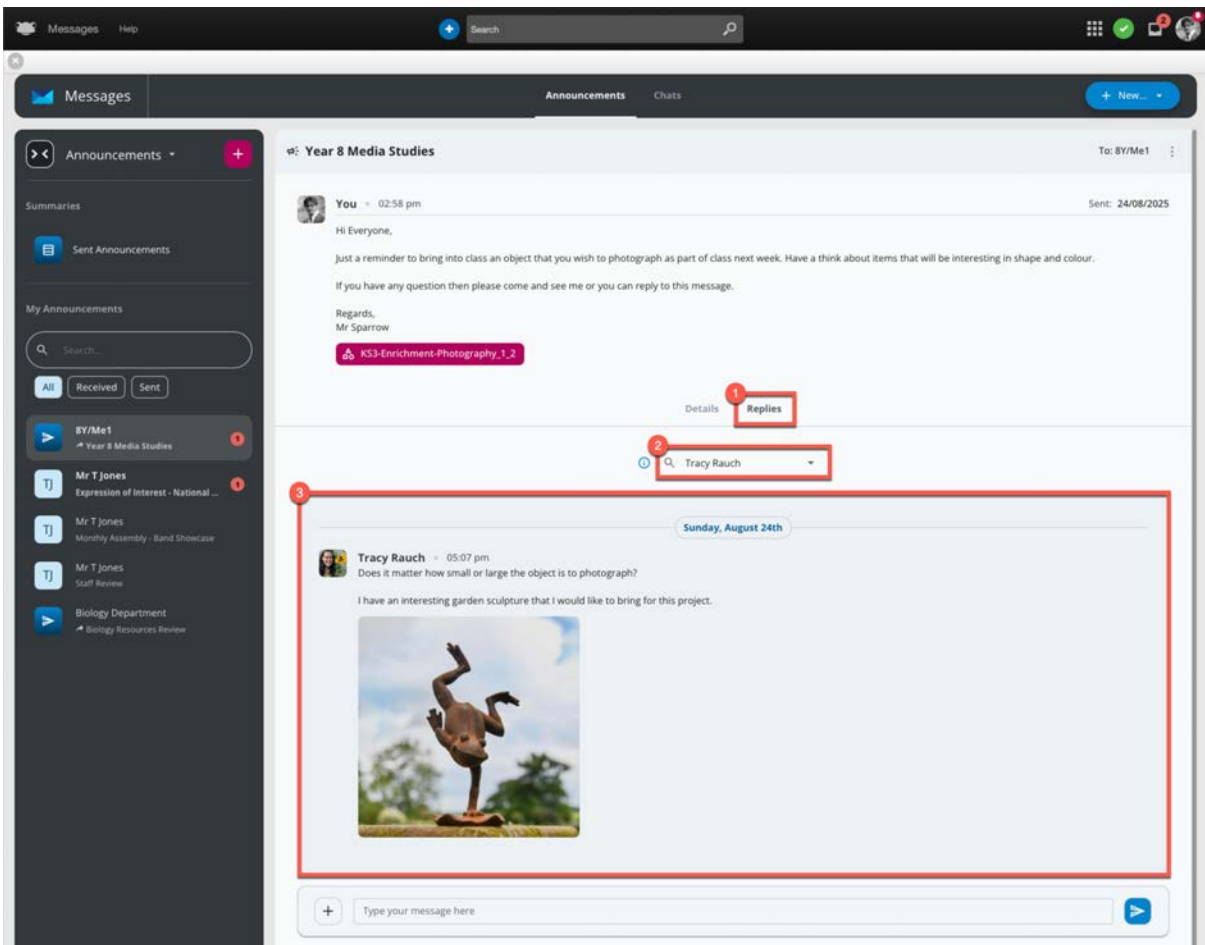 Messages Help Search 2
Messages Announcements Chats + New...
Announcements +
Summaries
Sent Announcements
My Announcements
Search...
All Received Sent
8Y/Me1
Year 8 Media Studies
1
Mr T Jones
Expression of Interest - National ...
1
TJ
Mr T Jones
Monthly Assembly - Band Showcase
TJ
Mr T Jones
Staff Review
TJ
Biology Department
Biology Resources Review
Year 8 Media Studies To: 8Y/Me1
You 02:58 pm Sent: 24/08/2025
Hi Everyone,
Just a reminder to bring into class an object that you wish to photograph as part of class next week. Have a think about items that will be interesting in shape and colour.
If you have any question then please come and see me or you can reply to this message.
Regards,
Mr Sparrow
KS3-Enrichment-Photography_1_2
1
Details Replies
2
Tracy Rauch
3
Sunday, August 24th
Tracy Rauch 05:07 pm
Does it matter how small or large the object is to photograph?
I have an interesting garden sculpture that I would like to bring for this project.
+ Type your message here